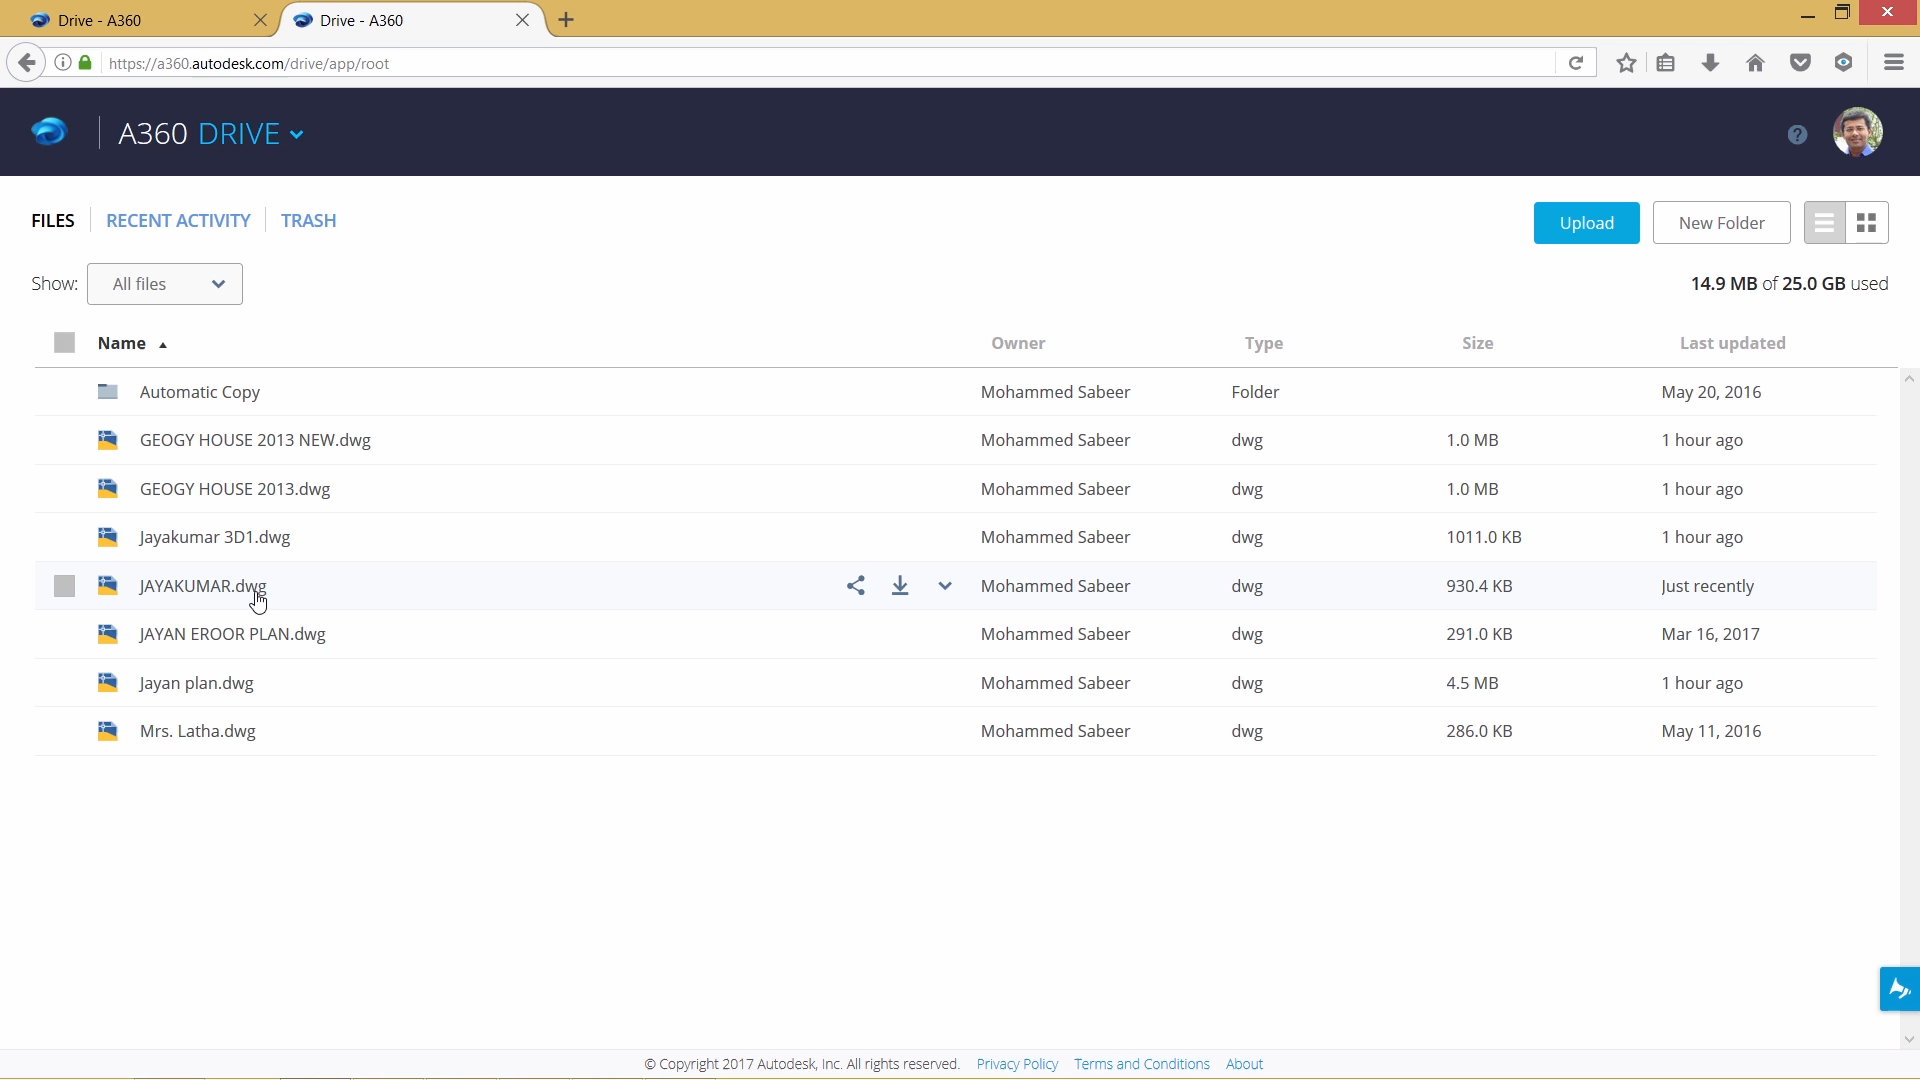 Drive - A360
Drive - A360
https://a360.autodesk.com/drive/app/root
A360 DRIVE
?
FILES RECENT ACTIVITY TRASH
Upload New Folder
Show: All files
14.9 MB of 25.0 GB used
Name Owner Type Size Last updated
Automatic Copy Mohammed Sabeer Folder May 20, 2016
GEOGY HOUSE 2013 NEW.dwg Mohammed Sabeer dwg 1.0 MB 1 hour ago
GEOGY HOUSE 2013.dwg Mohammed Sabeer dwg 1.0 MB 1 hour ago
Jayakumar 3D1.dwg Mohammed Sabeer dwg 1011.0 KB 1 hour ago
JAYAKUMAR.dwg Mohammed Sabeer dwg 930.4 KB Just recently
JAYAN EROOR PLAN.dwg Mohammed Sabeer dwg 291.0 KB Mar 16, 2017
Jayan plan.dwg Mohammed Sabeer dwg 4.5 MB 1 hour ago
Mrs. Latha.dwg Mohammed Sabeer dwg 286.0 KB May 11, 2016
© Copyright 2017 Autodesk, Inc. All rights reserved. Privacy Policy Terms and Conditions About